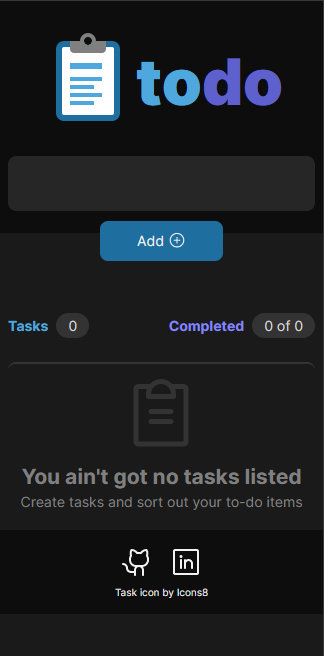 todo
Add
Tasks 0 Completed 0 of 0
You ain't got no tasks listed
Create tasks and sort out your to-do items
in
Task icon by Icons8